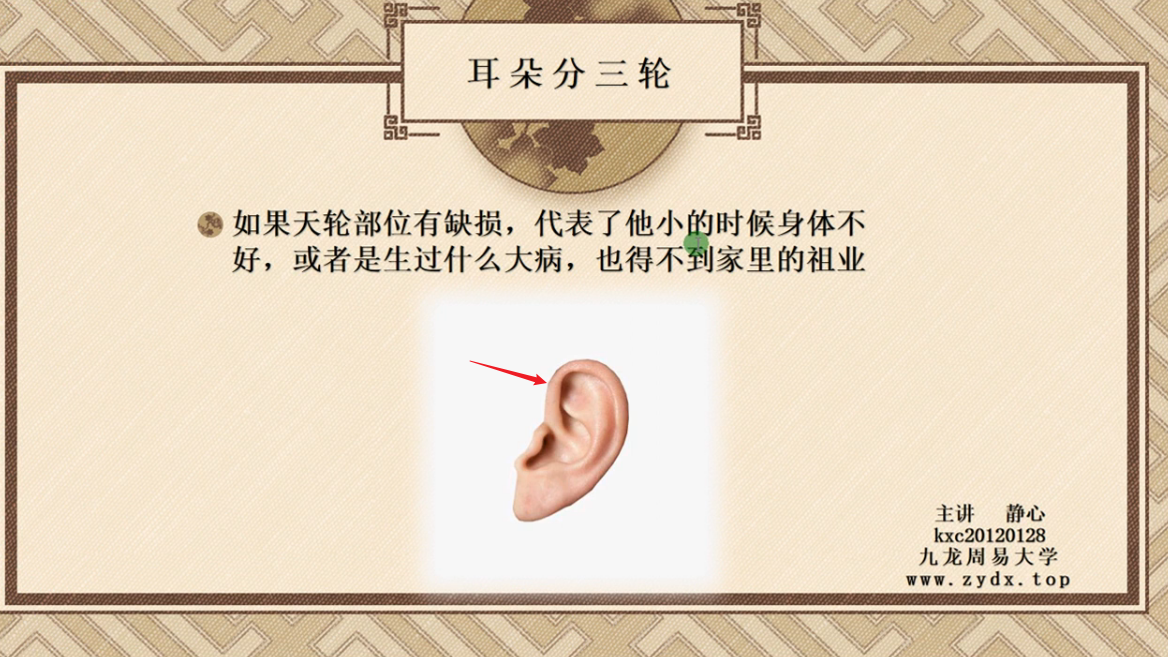 耳朵分三轮
如果天轮部位有缺损，代表了他小的时候身体不
好，或者是生过什么大病，也得不到家里的祖业
主讲 静心
kxc20120128
九龙周易大学
www.zydx.top